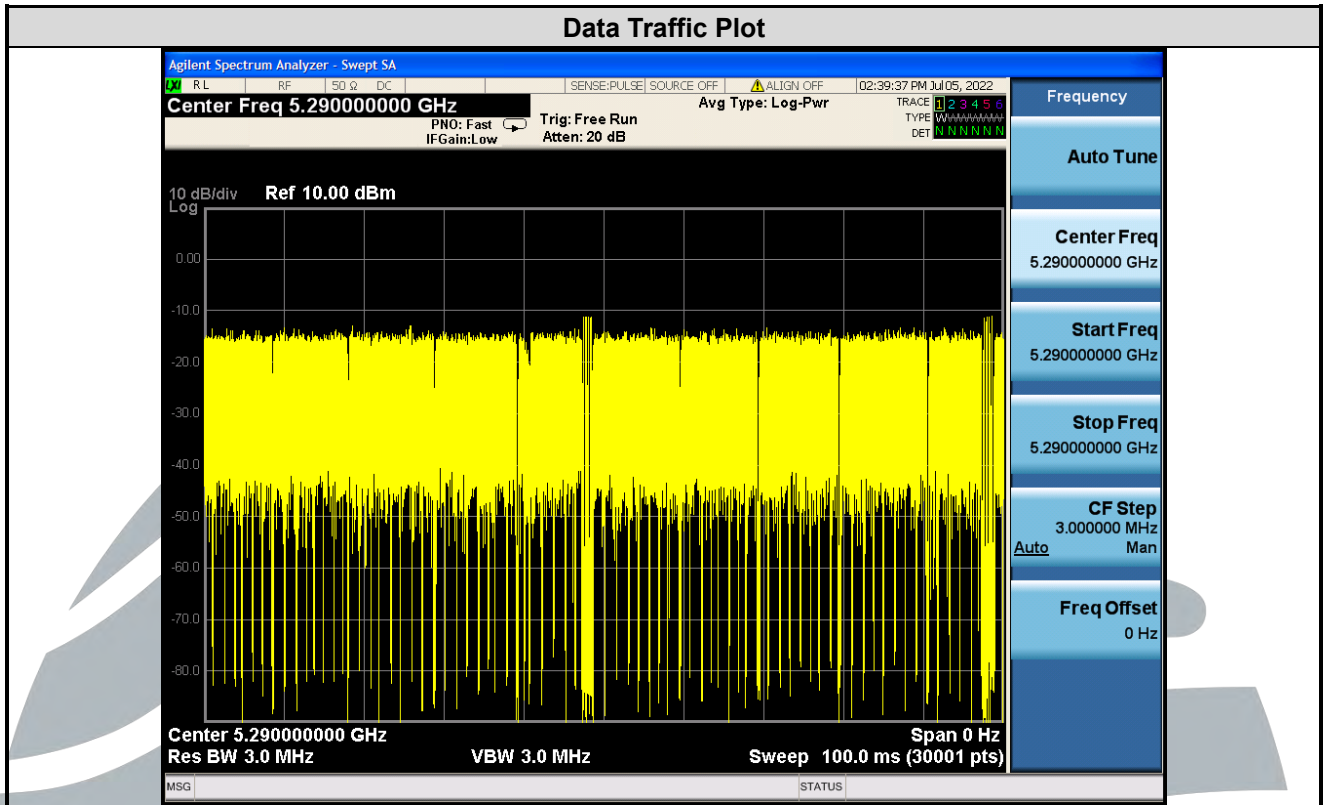 Data Traffic Plot
Agilent Spectrum Analyzer - Swept SA
LXI RL RF 50 Ω DC SENSE:PULSE SOURCE OFF ALIGN OFF 02:39:37 PM Jul 05, 2022
Center Freq 5.290000000 GHz Avg Type: Log-Pwr TRACE 1 2 3 4 5 6
PNO: Fast Trig: Free Run TYPE WWWWWW
IFGain:Low Atten: 20 dB DET N N N N N N
10 dB/div Ref 10.00 dBm
Log
0.00
-10.0
-20.0
-30.0
-40.0
-50.0
-60.0
-70.0
-80.0
Center 5.290000000 GHz Span 0 Hz
Res BW 3.0 MHz VBW 3.0 MHz Sweep 100.0 ms (30001 pts)
MSG STATUS
Frequency
Auto Tune
Center Freq
5.290000000 GHz
Start Freq
5.290000000 GHz
Stop Freq
5.290000000 GHz
CF Step
3.000000 MHz
Auto Man
Freq Offset
0 Hz